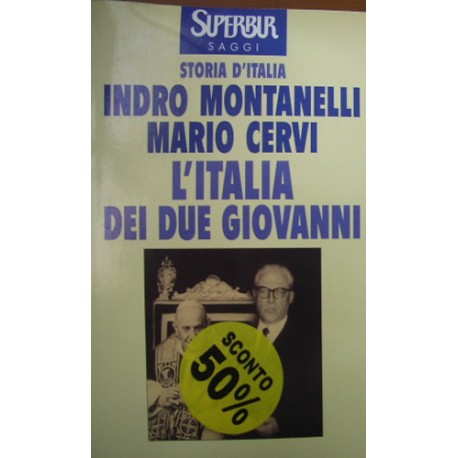 SUPERBUR
SAGGI
STORIA D'ITALIA
INDRO MONTANELLI
MARIO CERVI
L'ITALIA
DEI DUE GIOVANNI
SCONTO
50%